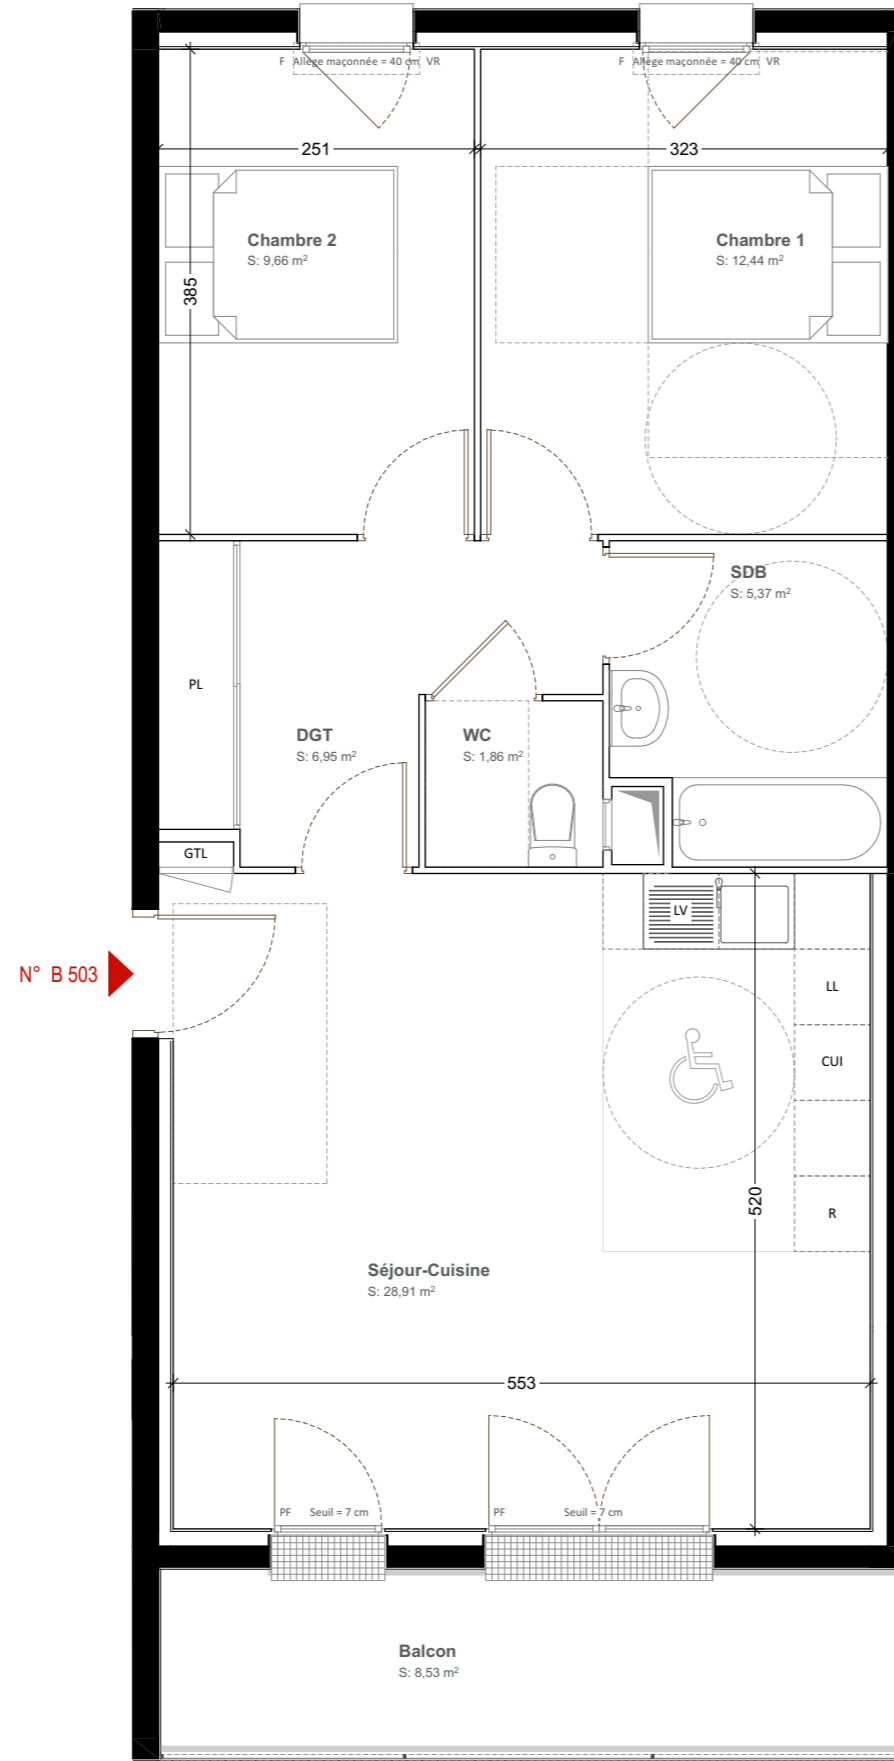 F Allège maçonnée = 40 cm VR
F Allège maçonnée = 40 cm VR
251
323
Chambre 2
S: 9,66 m²
Chambre 1
S: 12,44 m²
385
SDB
S: 5,37 m²
PL
DGT
S: 6,95 m²
WC
S: 1,86 m²
GTL
LV
N° B 503
LL
CUI
520
R
Séjour-Cuisine
S: 28,91 m²
553
PF Seuil = 7 cm
PF Seuil = 7 cm
Balcon
S: 8,53 m²